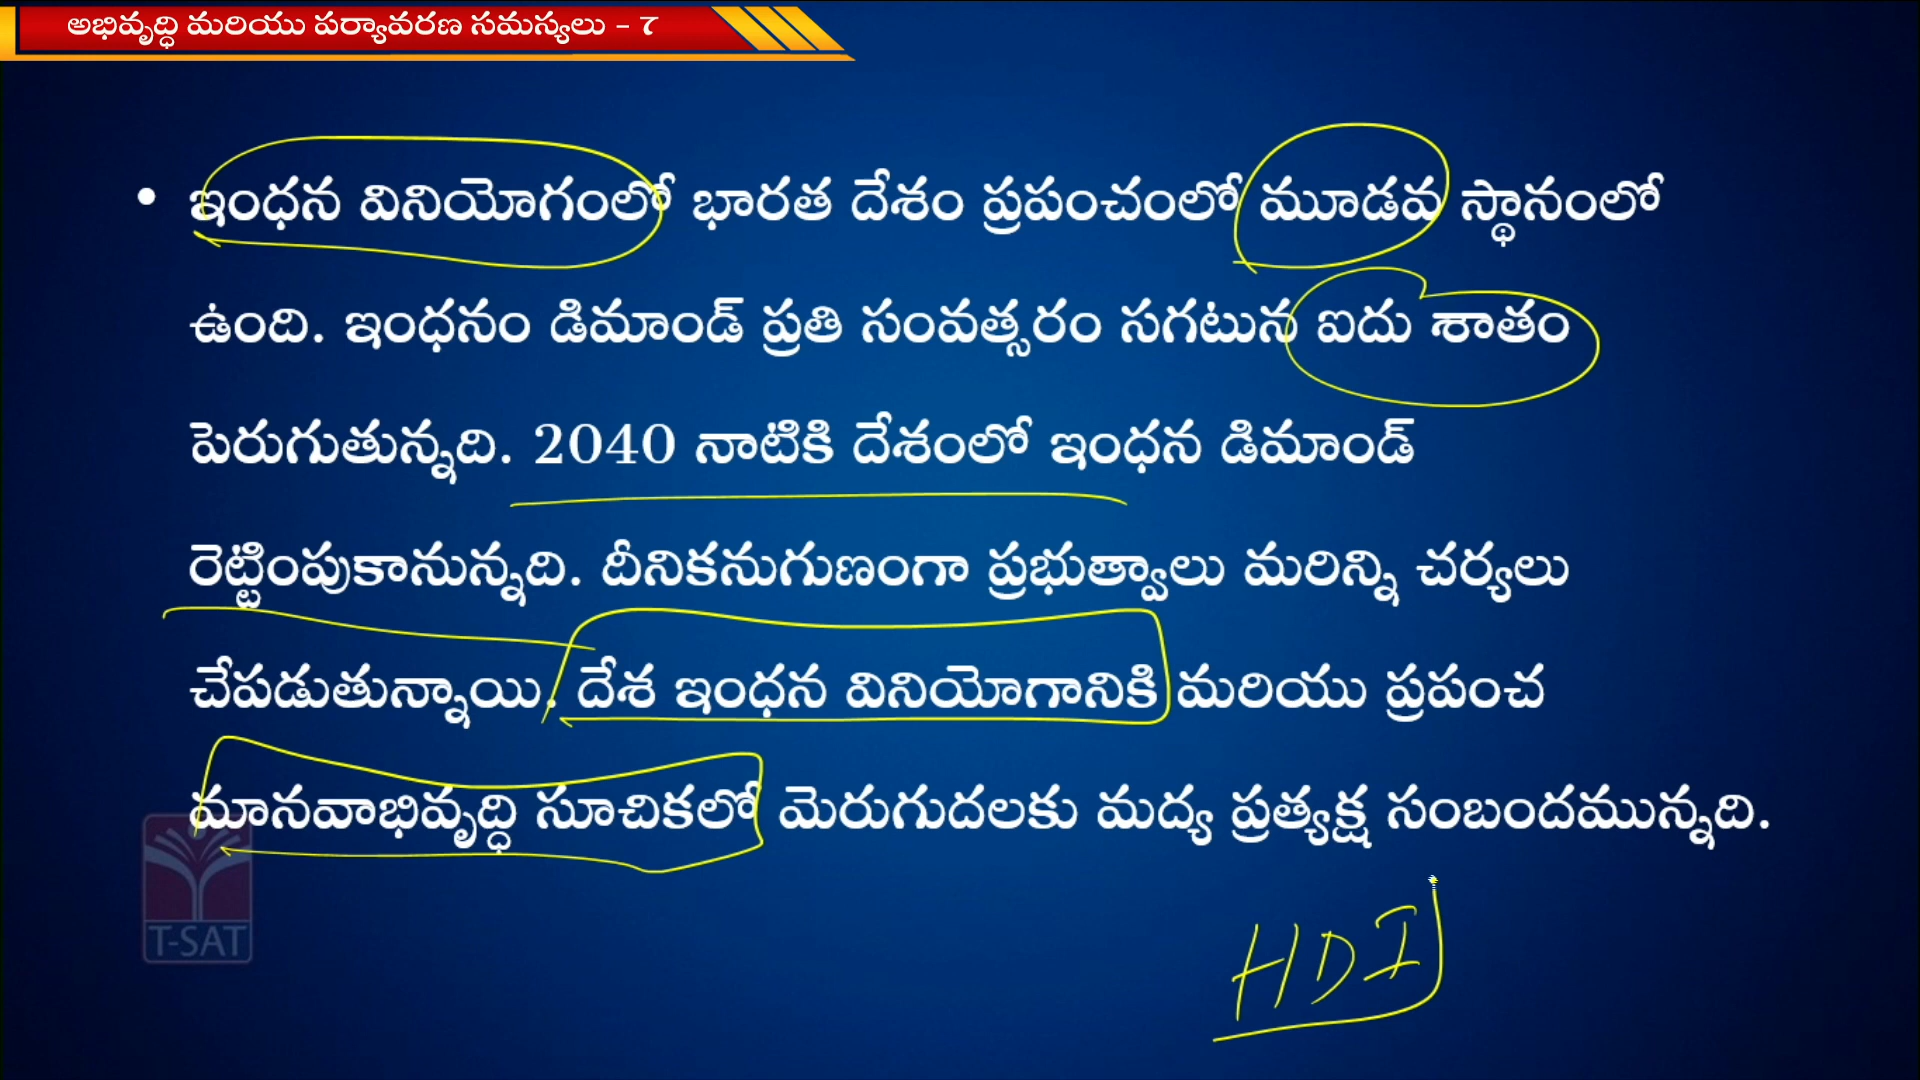 అభివృద్ధి మరియు పర్యావరణ సమస్యలు - 7
• ఇంధన వినియోగంలో భారత దేశం ప్రపంచంలో మూడవ స్థానంలో
ఉంది. ఇంధనం డిమాండ్ ప్రతి సంవత్సరం సగటున ఐదు శాతం
పెరుగుతున్నది. 2040 నాటికి దేశంలో ఇంధన డిమాండ్
రెట్టింపుకానున్నది. దీనికనుగుణంగా ప్రభుత్వాలు మరిన్ని చర్యలు
చేపడుతున్నాయి. దేశ ఇంధన వినియోగానికి మరియు ప్రపంచ
మానవాభివృద్ధి సూచికలో మెరుగుదలకు మద్య ప్రత్యక్ష సంబందమున్నది.
T-SAT
HDI